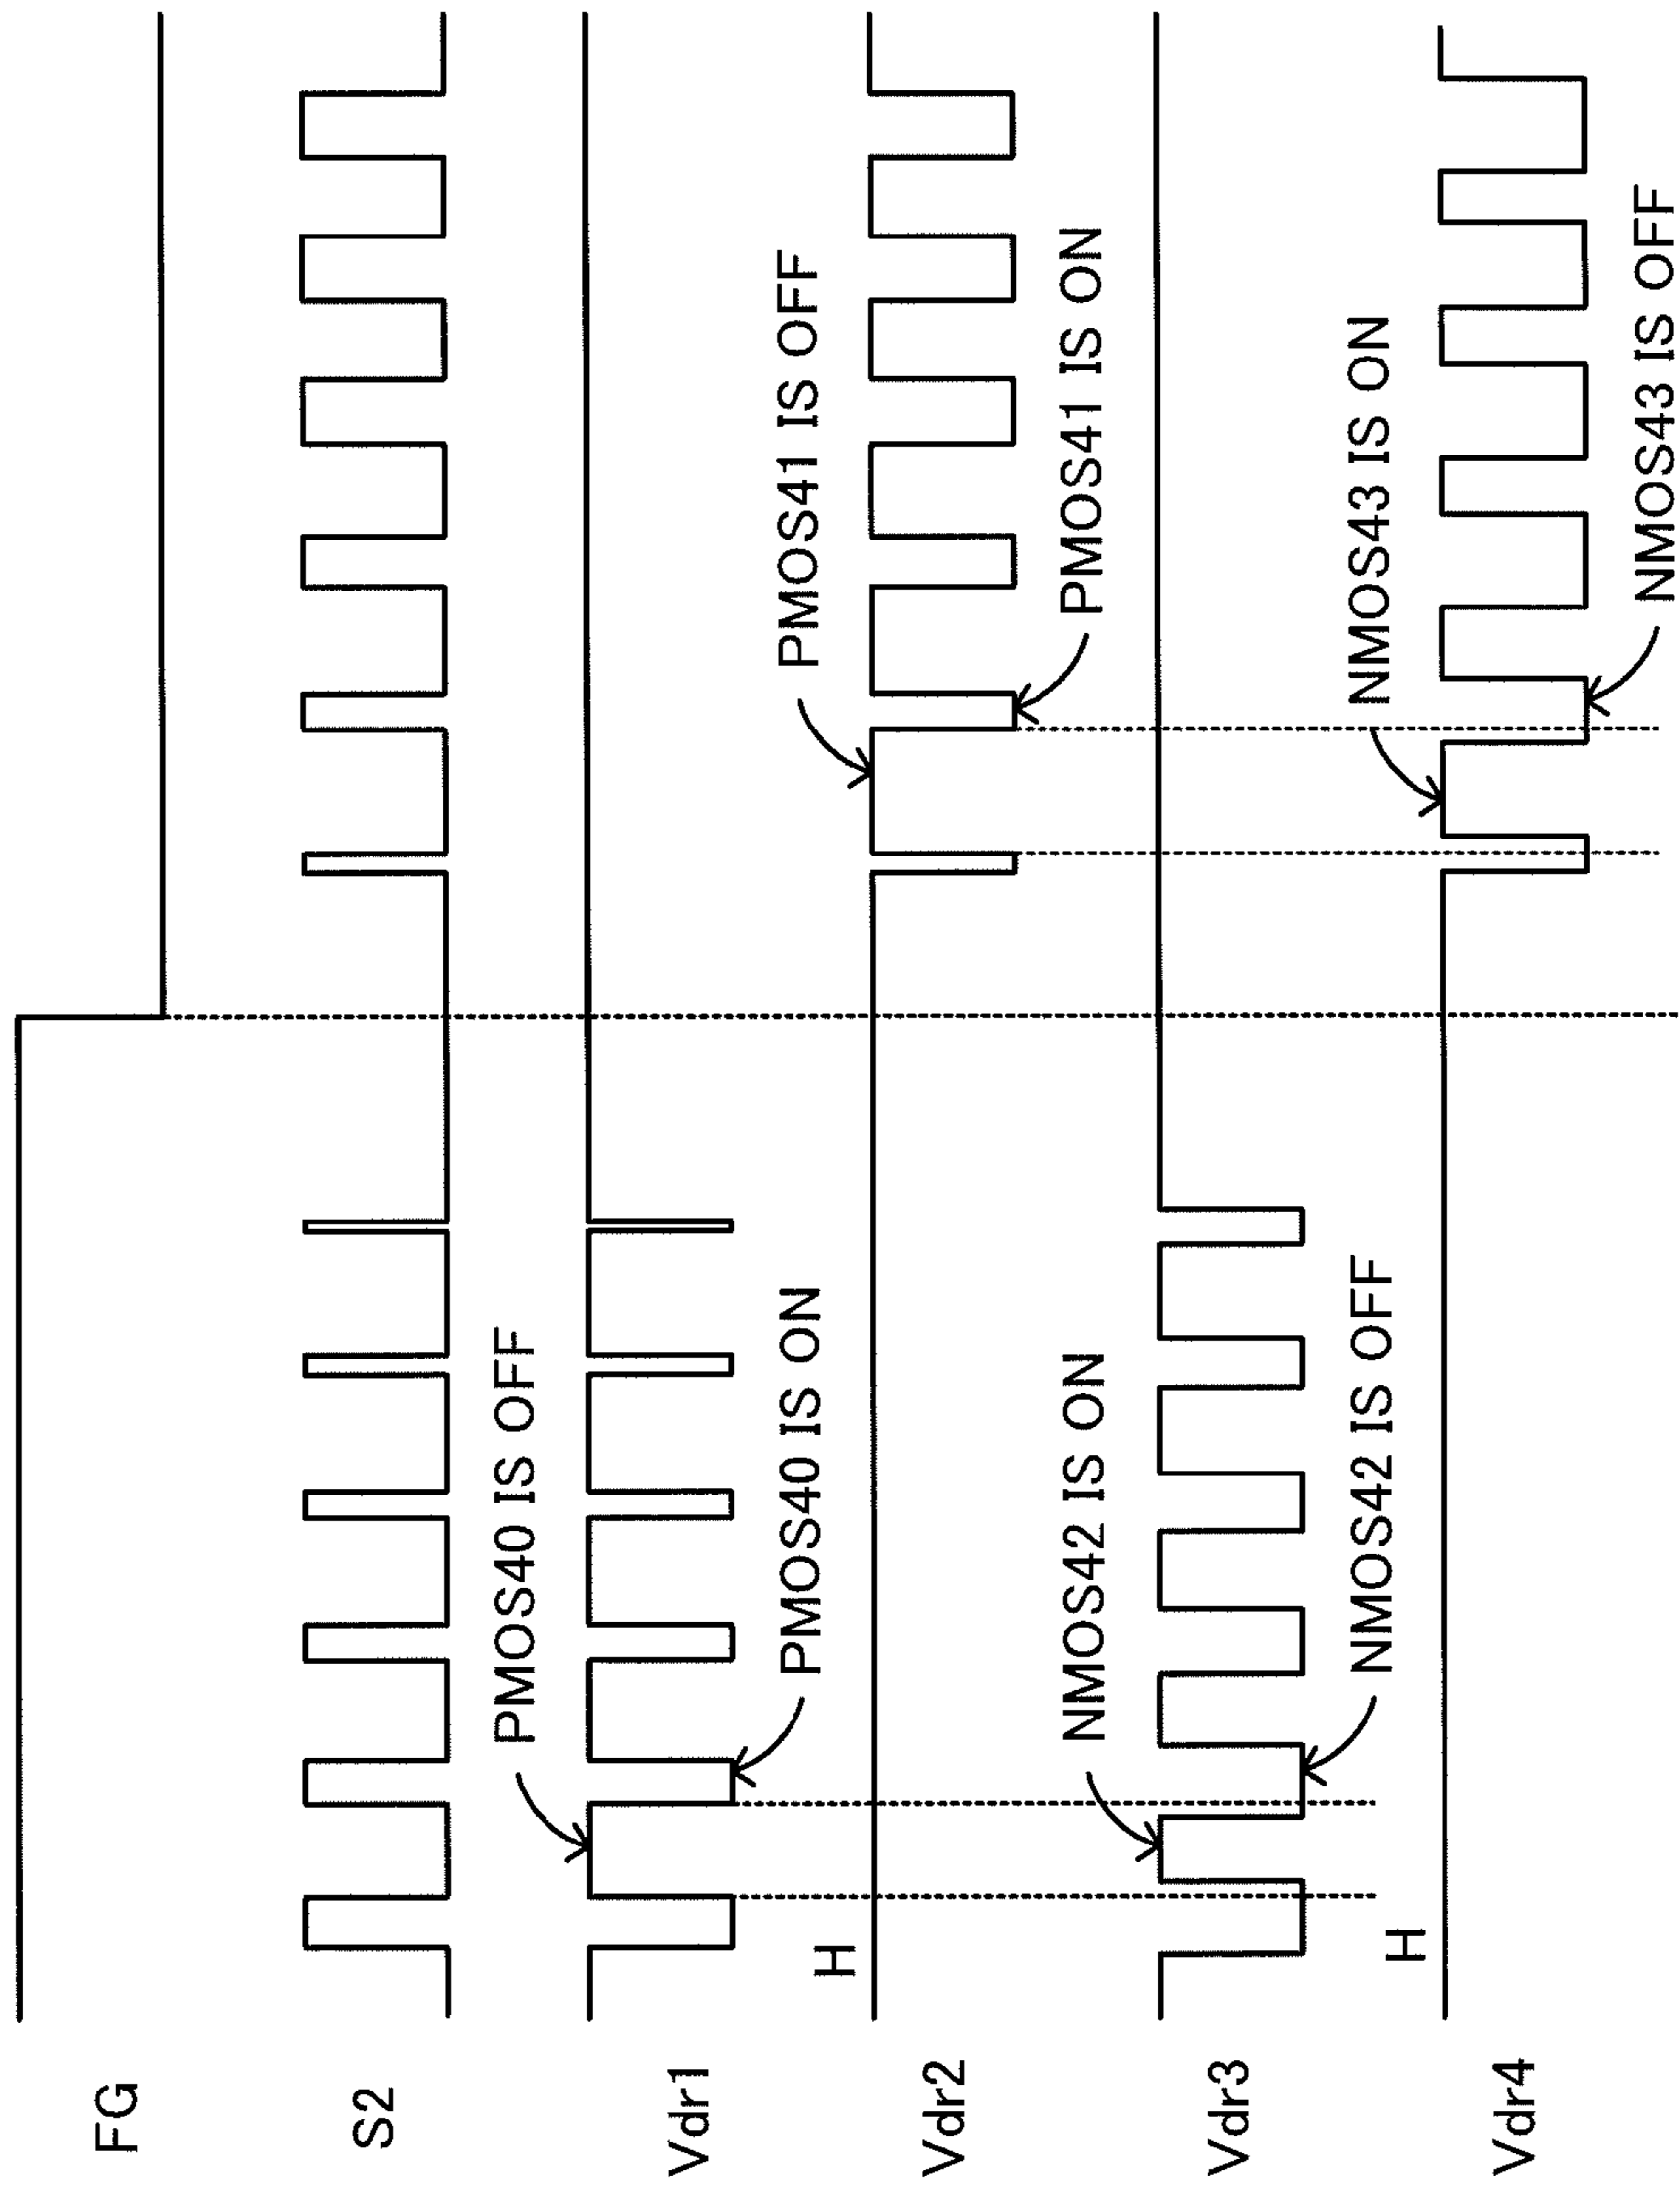 FG
S2
PMOS40 IS OFF
Vdr1
PMOS40 IS ON
PMOS41 IS OFF
H
Vdr2
PMOS41 IS ON
NMOS42 IS ON
Vdr3
NMOS42 IS OFF
NMOS43 IS ON
H
Vdr4
NMOS43 IS OFF